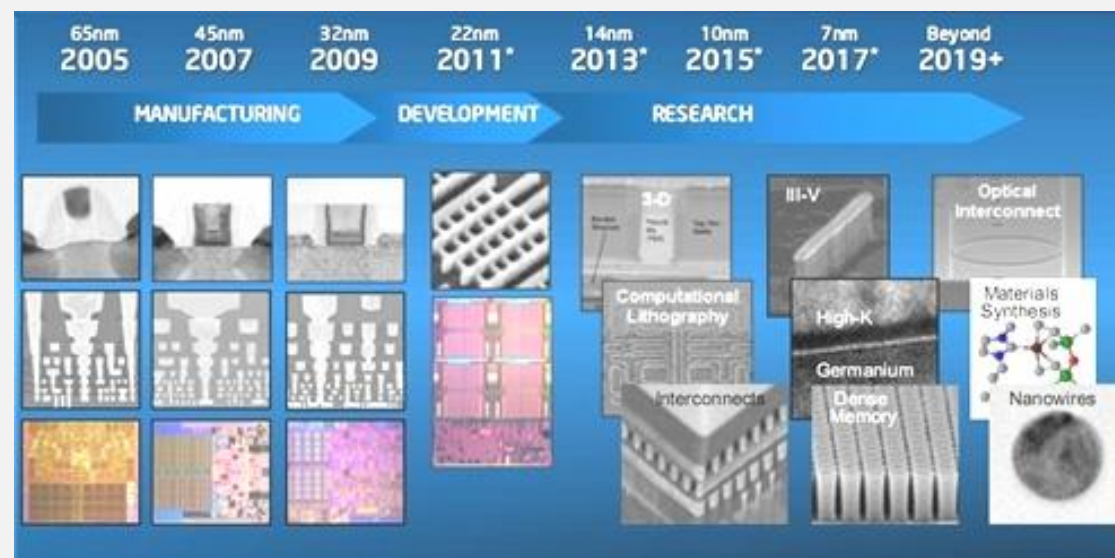 65nm
2005
45nm
2007
32nm
2009
22nm
2011*
14nm
2013*
10nm
2015*
7nm
2017*
Beyond
2019+
MANUFACTURING
DEVELOPMENT
RESEARCH
3-D
III-V
Optical
Interconnect
Computational
Lithography
High-K
Germanium
Materials
Synthesis
Interconnects
Dense
Memory
Nanowires